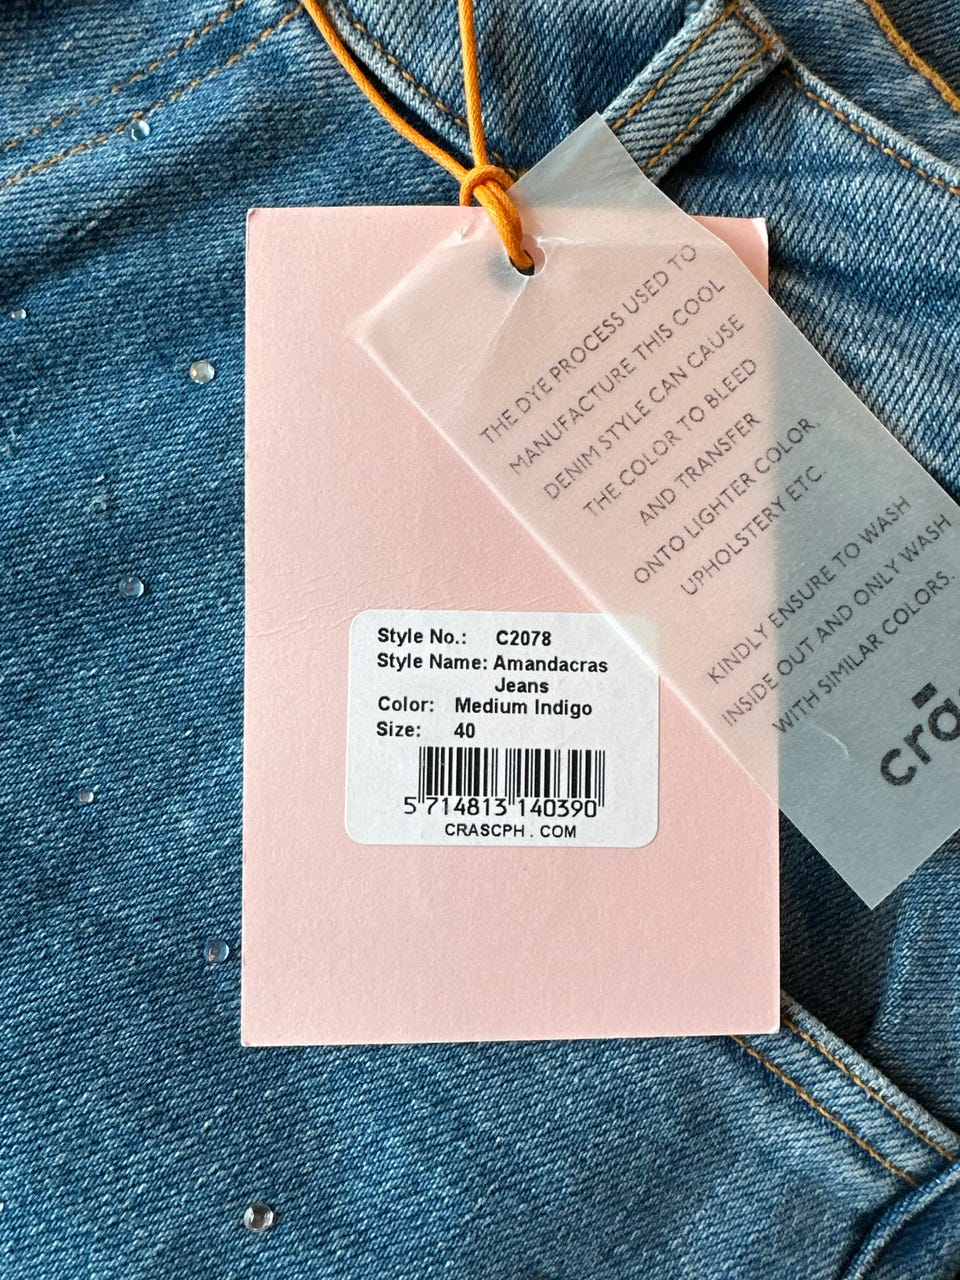 THE DYE PROCESS USED TO
MANUFACTURE THIS COOL
DENIM STYLE CAN CAUSE
THE COLOR TO BLEED
AND TRANSFER
ONTO LIGHTER COLOR,
UPHOLSTERY ETC.
KINDLY ENSURE TO WASH
INSIDE OUT AND ONLY WASH
WITH SIMILAR COLORS.
Style No.: C2078
Style Name: Amandacras
Jeans
Color: Medium Indigo
Size: 40
5 714813 140390
CRASCPH . COM